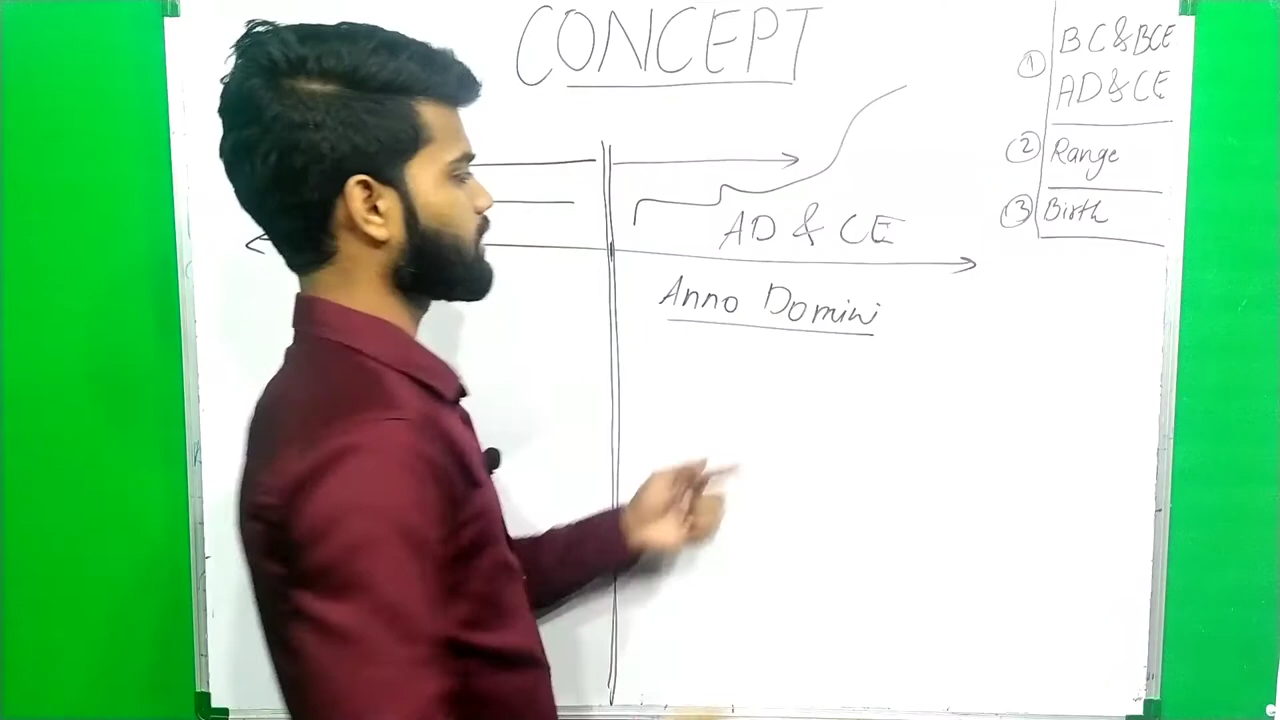 CONCEPT
① BC & BCE
AD & CE
② Range
③ Birth
AD & CE
Anno Domini